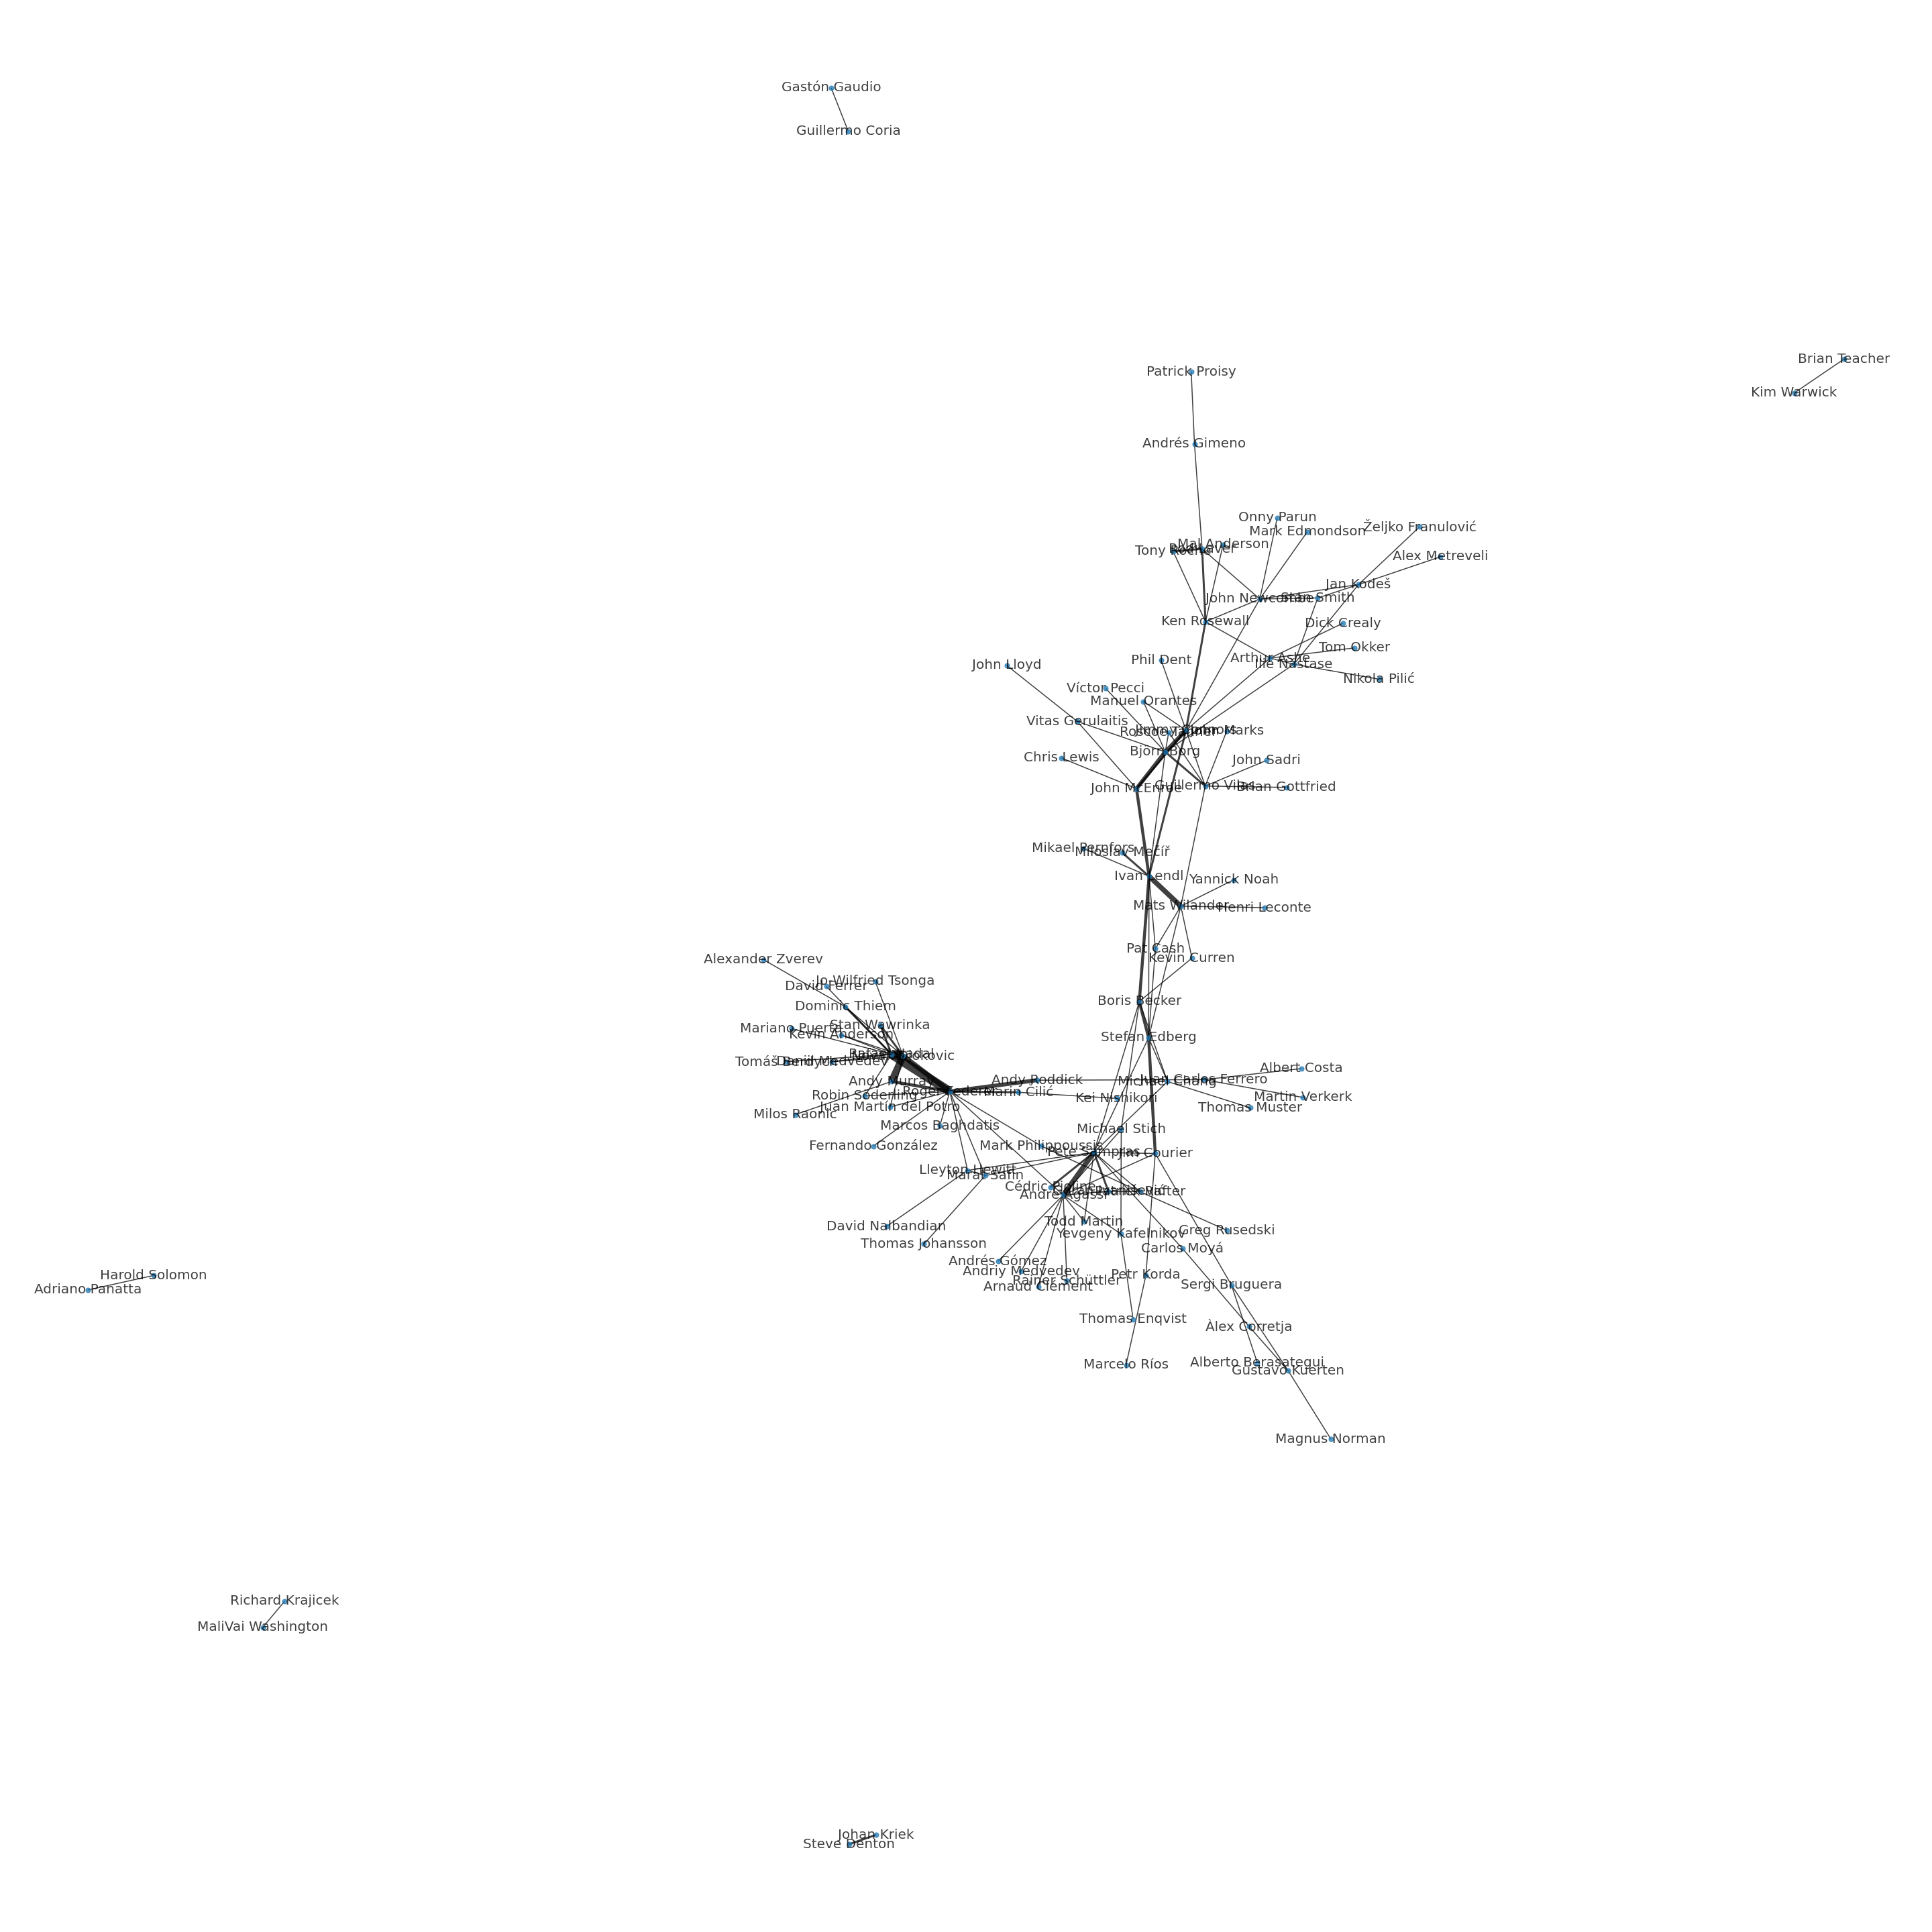 Gastón Gaudio
Guillermo Coria
Brian Teacher
Patrick Proisy
Kim Warwick
Andrés Gimeno
Onny Parun
Željko Franulović
Mark Edmondson
Mal Anderson
Tony Roche
Alex Metreveli
Jan Kodeš
John Newcombe
Stan Smith
Ken Rosewall
Dick Crealy
Tom Okker
Arthur Ashe
Phil Dent
Ilie Năstase
John Lloyd
Nikola Pilić
Víctor Pecci
Manuel Orantes
Vitas Gerulaitis
Jimmy Connors
Roscoe Tanner
John Marks
Björn Borg
Chris Lewis
John Sadri
Guillermo Vilas
Brian Gottfried
John McEnroe
Mikael Pernfors
Miloslav Mečíř
Ivan Lendl
Yannick Noah
Mats Wilander
Henri Leconte
Pat Cash
Kevin Curren
Alexander Zverev
Jo-Wilfried Tsonga
David Ferrer
Boris Becker
Dominic Thiem
Stan Wawrinka
Mariano Puerta
Kevin Anderson
Stefan Edberg
Rafael Nadal
Novak Djokovic
Tomáš Berdych
Daniil Medvedev
Albert Costa
Andy Murray
Andy Roddick
Juan Carlos Ferrero
Michael Chang
Roger Federer
Marin Cilić
Robin Söderling
Kei Nishikori
Martin Verkerk
Juan Martín del Potro
Thomas Muster
Milos Raonic
Marcos Baghdatis
Michael Stich
Fernando González
Mark Philippoussis
Pete Sampras
Jim Courier
Lleyton Hewitt
Marat Safin
Cédric Pioline
Andre Agassi
Patrick Rafter
Todd Martin
David Nalbandian
Greg Rusedski
Yevgeny Kafelnikov
Thomas Johansson
Carlos Moyá
Andrés Gómez
Andriy Medvedev
Petr Korda
Harold Solomon
Rainer Schüttler
Arnaud Clément
Sergi Bruguera
Adriano Panatta
Thomas Enqvist
Àlex Corretja
Marcelo Ríos
Alberto Berasategui
Gustavo Kuerten
Magnus Norman
Richard Krajicek
MaliVai Washington
Johan Kriek
Steve Denton